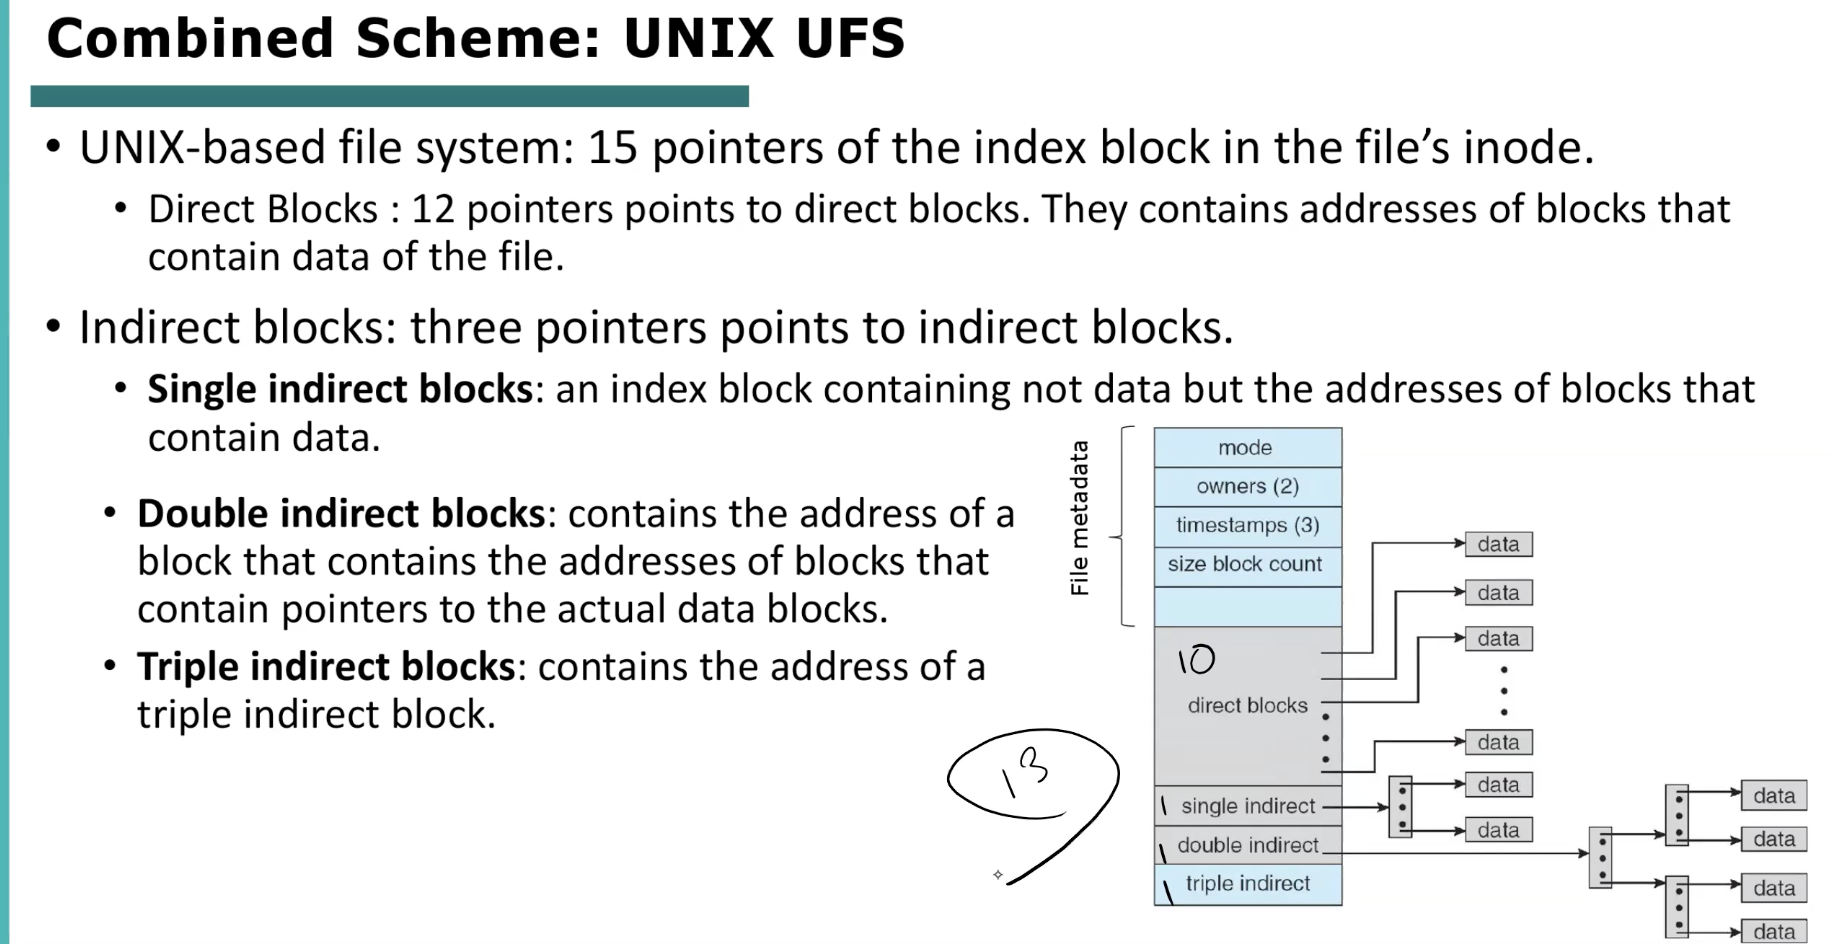 Combined Scheme: UNIX UFS
• UNIX-based file system: 15 pointers of the index block in the file’s inode.
• Direct Blocks : 12 pointers points to direct blocks. They contains addresses of blocks that
contain data of the file.
• Indirect blocks: three pointers points to indirect blocks.
• Single indirect blocks: an index block containing not data but the addresses of blocks that
contain data.
• Double indirect blocks: contains the address of a
block that contains the addresses of blocks that
contain pointers to the actual data blocks.
• Triple indirect blocks: contains the address of a
triple indirect block.
13
File metadata
mode
owners (2)
timestamps (3)
size block count
10
direct blocks
1 single indirect
1 double indirect
1 triple indirect
data
data
data
data
data
data
data
data
data
data